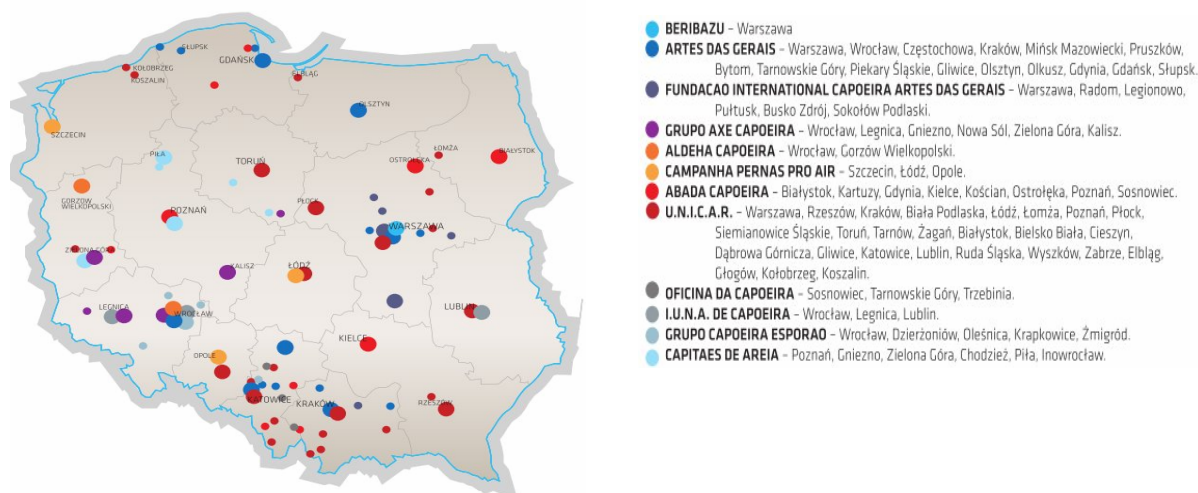 SŁUPSK
GDAŃSK
KOŁOBRZEG
KOSZALIN
ELBLĄG
OLSZTYN
SZCZECIN
PIŁA
TORUŃ
ŁOMŻA
OSTROŁĘKA
BIAŁYSTOK
GORZÓW
WIELKOPOLSKI
POZNAŃ
PŁOCK
WARSZAWA
ZIELONA GÓRA
KALISZ
ŁÓDŹ
LEGNICA
WROCŁAW
LUBLIN
KIELCE
OPOLE
KATOWICE
KRAKÓW
RZESZÓW
BERIBAZU – Warszawa
ARTES DAS GERAIS – Warszawa, Wrocław, Częstochowa, Kraków, Mińsk Mazowiecki, Pruszków,
Bytom, Tarnowskie Góry, Piekary Śląskie, Gliwice, Olsztyn, Olkusz, Gdynia, Gdańsk, Słupsk.
FUNDACAO INTERNATIONAL CAPOEIRA ARTES DAS GERAIS – Warszawa, Radom, Legionowo,
Pułtusk, Busko Zdrój, Sokołów Podlaski.
GRUPO AXE CAPOEIRA – Wrocław, Legnica, Gniezno, Nowa Sól, Zielona Góra, Kalisz.
ALDEHA CAPOEIRA – Wrocław, Gorzów Wielkopolski.
CAMPANHA PERNAS PRO AIR – Szczecin, Łódź, Opole.
ABADA CAPOEIRA – Białystok, Kartuzy, Gdynia, Kielce, Kościan, Ostrołęka, Poznań, Sosnowiec.
U.N.I.C.A.R. – Warszawa, Rzeszów, Kraków, Biała Podlaska, Łódź, Łomża, Poznań, Płock,
Siemianowice Śląskie, Toruń, Tarnów, Żagań, Białystok, Bielsko Biała, Cieszyn,
Dąbrowa Górnicza, Gliwice, Katowice, Lublin, Ruda Śląska, Wyszków, Zabrze, Elbląg,
Głogów, Kołobrzeg, Koszalin.
OFICINA DA CAPOEIRA – Sosnowiec, Tarnowskie Góry, Trzebinia.
I.U.N.A. DE CAPOEIRA – Wrocław, Legnica, Lublin.
GRUPO CAPOEIRA ESPORAO – Wrocław, Dzierżoniów, Oleśnica, Krapkowice, Żmigród.
CAPITAES DE AREIA – Poznań, Gniezno, Zielona Góra, Chodzież, Piła, Inowrocław.